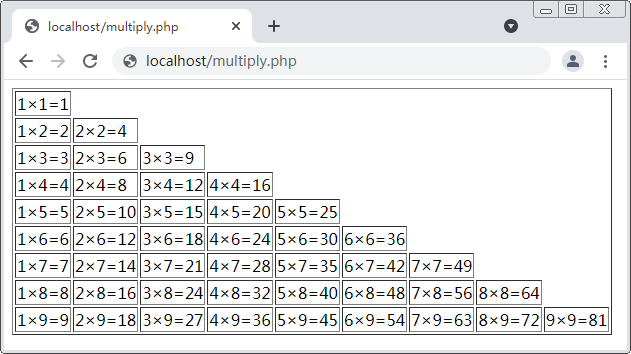 localhost/multiply.php
localhost/multiply.php
1×1=1
1×2=2 2×2=4
1×3=3 2×3=6 3×3=9
1×4=4 2×4=8 3×4=12 4×4=16
1×5=5 2×5=10 3×5=15 4×5=20 5×5=25
1×6=6 2×6=12 3×6=18 4×6=24 5×6=30 6×6=36
1×7=7 2×7=14 3×7=21 4×7=28 5×7=35 6×7=42 7×7=49
1×8=8 2×8=16 3×8=24 4×8=32 5×8=40 6×8=48 7×8=56 8×8=64
1×9=9 2×9=18 3×9=27 4×9=36 5×9=45 6×9=54 7×9=63 8×9=72 9×9=81